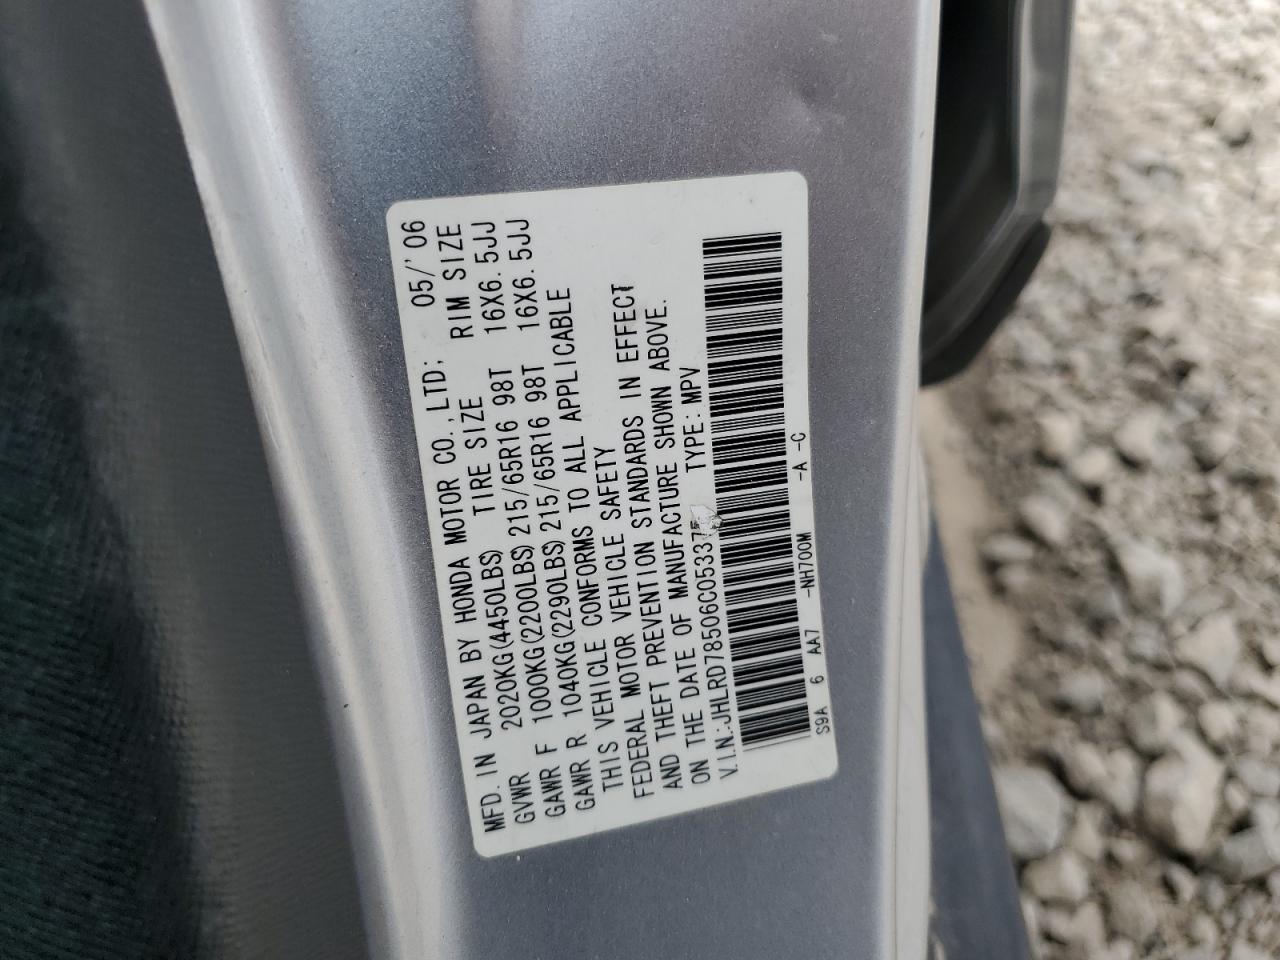 MFD. IN JAPAN BY HONDA MOTOR CO., LTD; 05/'06
TIRE SIZE RIM SIZE
GVWR 2020KG(4450LBS)
GAWR F 1000KG(2200LBS) 215/65R16 98T 16X6.5JJ
GAWR R 1040KG(2290LBS) 215/65R16 98T 16X6.5JJ
THIS VEHICLE CONFORMS TO ALL APPLICABLE
FEDERAL MOTOR VEHICLE SAFETY
AND THEFT PREVENTION STANDARDS IN EFFECT
ON THE DATE OF MANUFACTURE SHOWN ABOVE.
V.I.N.: TYPE: MPV
S9A 6 AA7 -NH700M -A -C